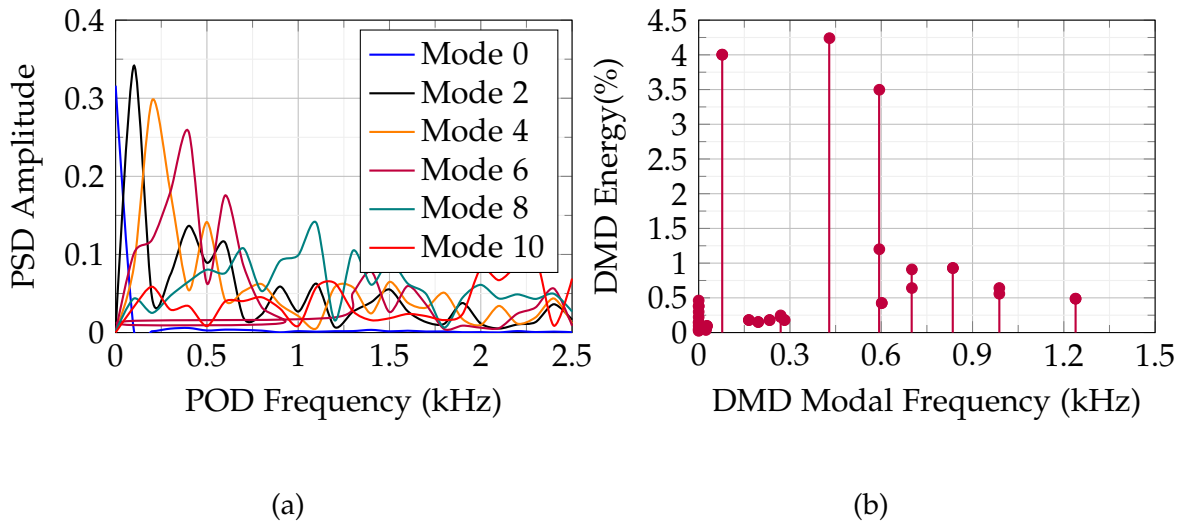 0.4
0.3
0.2
0.1
0
PSD Amplitude
Mode 0
Mode 2
Mode 4
Mode 6
Mode 8
Mode 10
0 0.5 1 1.5 2 2.5
POD Frequency (kHz)
(a)
4.5
4
3.5
3
2.5
2
1.5
1
0.5
0
DMD Energy(%)
0 0.3 0.6 0.9 1.2 1.5
DMD Modal Frequency (kHz)
(b)